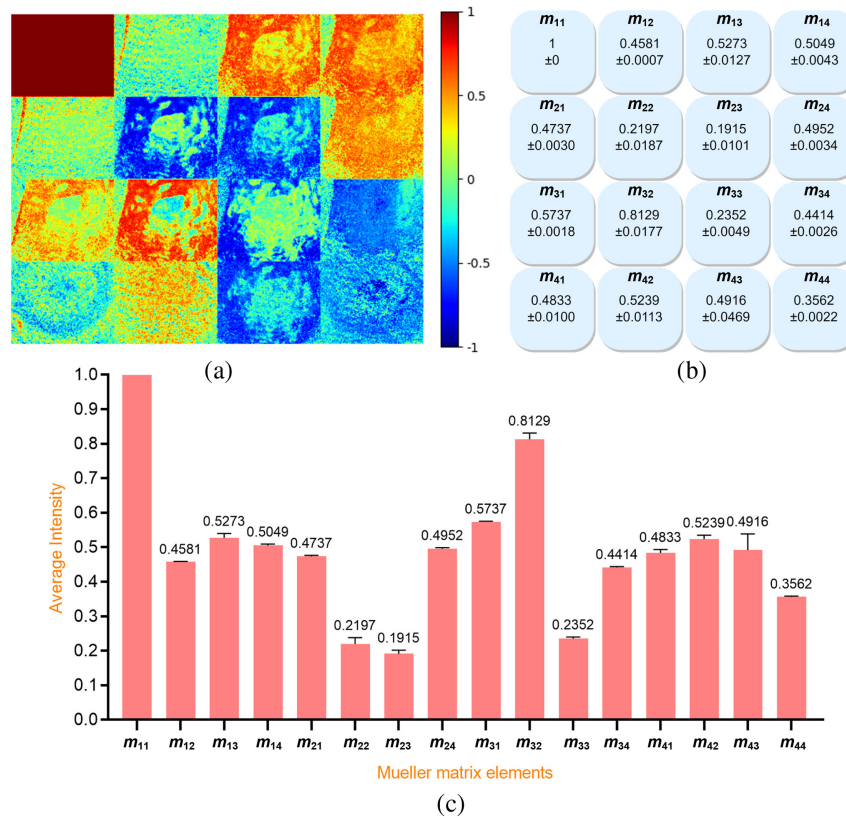 1
0.5
0
-0.5
-1
(a)
m11 m12 m13 m14
1 0.4581 0.5273 0.5049
±0 ±0.0007 ±0.0127 ±0.0043
m21 m22 m23 m24
0.4737 0.2197 0.1915 0.4952
±0.0030 ±0.0187 ±0.0101 ±0.0034
m31 m32 m33 m34
0.5737 0.8129 0.2352 0.4414
±0.0018 ±0.0177 ±0.0049 ±0.0026
m41 m42 m43 m44
0.4833 0.5239 0.4916 0.3562
±0.0100 ±0.0113 ±0.0469 ±0.0022
(b)
Average Intensity
1.0
0.9
0.8
0.7
0.6
0.5
0.4
0.3
0.2
0.1
0.0
0.4581 0.5273 0.5049 0.4737 0.2197 0.1915 0.4952 0.5737 0.8129 0.2352 0.4414 0.4833 0.5239 0.4916 0.3562
m11 m12 m13 m14 m21 m22 m23 m24 m31 m32 m33 m34 m41 m42 m43 m44
Mueller matrix elements
(c)